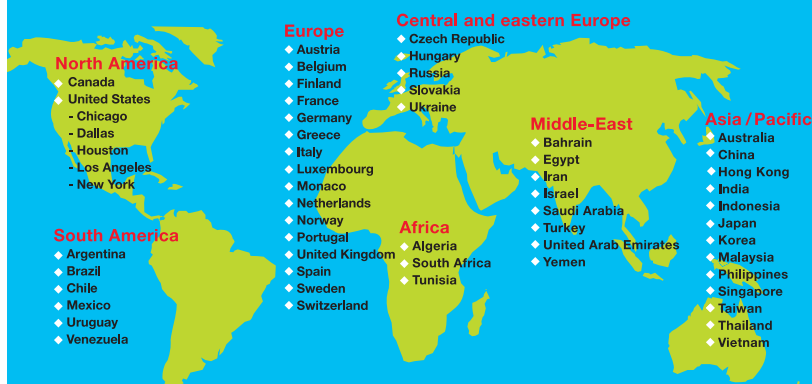 North America
Canada
United States
- Chicago
- Dallas
- Houston
- Los Angeles
- New York
South America
Argentina
Brazil
Chile
Mexico
Uruguay
Venezuela
Europe
Austria
Belgium
Finland
France
Germany
Greece
Italy
Luxembourg
Monaco
Netherlands
Norway
Portugal
United Kingdom
Spain
Sweden
Switzerland
Central and eastern Europe
Czech Republic
Hungary
Russia
Slovakia
Ukraine
Africa
Algeria
South Africa
Tunisia
Middle-East
Bahrain
Egypt
Iran
Israel
Saudi Arabia
Turkey
United Arab Emirates
Yemen
Asia / Pacific
Australia
China
Hong Kong
India
Indonesia
Japan
Korea
Malaysia
Philippines
Singapore
Taiwan
Thailand
Vietnam